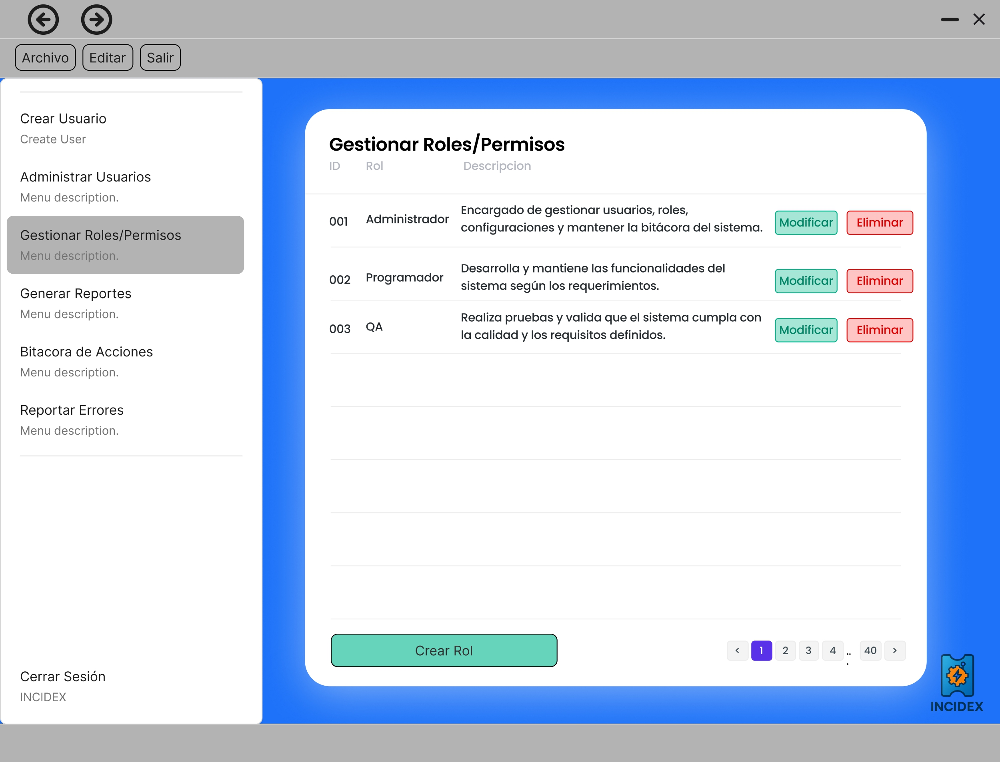 Archivo Editar Salir
Crear Usuario
Create User
Administrar Usuarios
Menu description.
Gestionar Roles/Permisos
Menu description.
Generar Reportes
Menu description.
Bitacora de Acciones
Menu description.
Reportar Errores
Menu description.
Cerrar Sesión
INCIDEX
Gestionar Roles/Permisos
ID Rol Descripcion
001 Administrador Encargado de gestionar usuarios, roles,
configuraciones y mantener la bitácora del sistema. Modificar Eliminar
002 Programador Desarrolla y mantiene las funcionalidades del
sistema según los requerimientos. Modificar Eliminar
003 QA Realiza pruebas y valida que el sistema cumpla con
la calidad y los requisitos definidos. Modificar Eliminar
Crear Rol
< 1 2 3 4 ... 40 >
INCIDEX